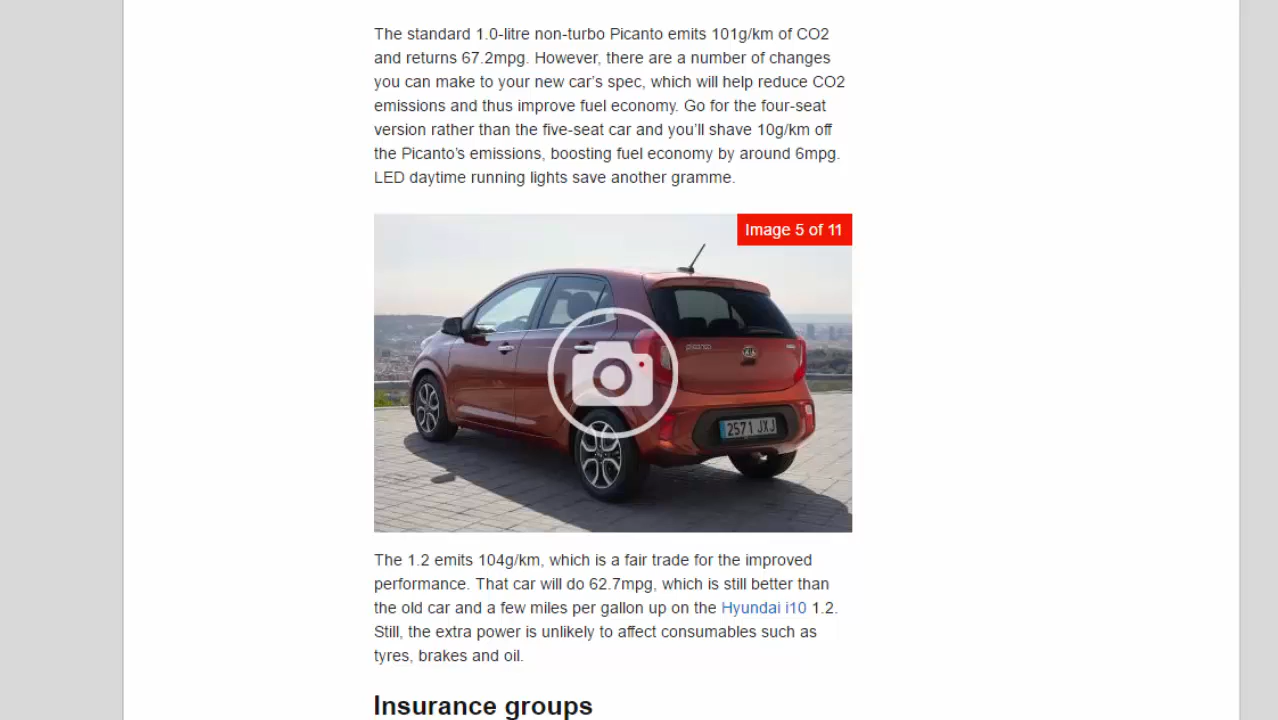 The standard 1.0-litre non-turbo Picanto emits 101g/km of CO2
and returns 67.2mpg. However, there are a number of changes
you can make to your new car's spec, which will help reduce CO2
emissions and thus improve fuel economy. Go for the four-seat
version rather than the five-seat car and you'll shave 10g/km off
the Picanto's emissions, boosting fuel economy by around 6mpg.
LED daytime running lights save another gramme.
Image 5 of 11
2571 JXJ
The 1.2 emits 104g/km, which is a fair trade for the improved
performance. That car will do 62.7mpg, which is still better than
the old car and a few miles per gallon up on the Hyundai i10 1.2.
Still, the extra power is unlikely to affect consumables such as
tyres, brakes and oil.
Insurance groups